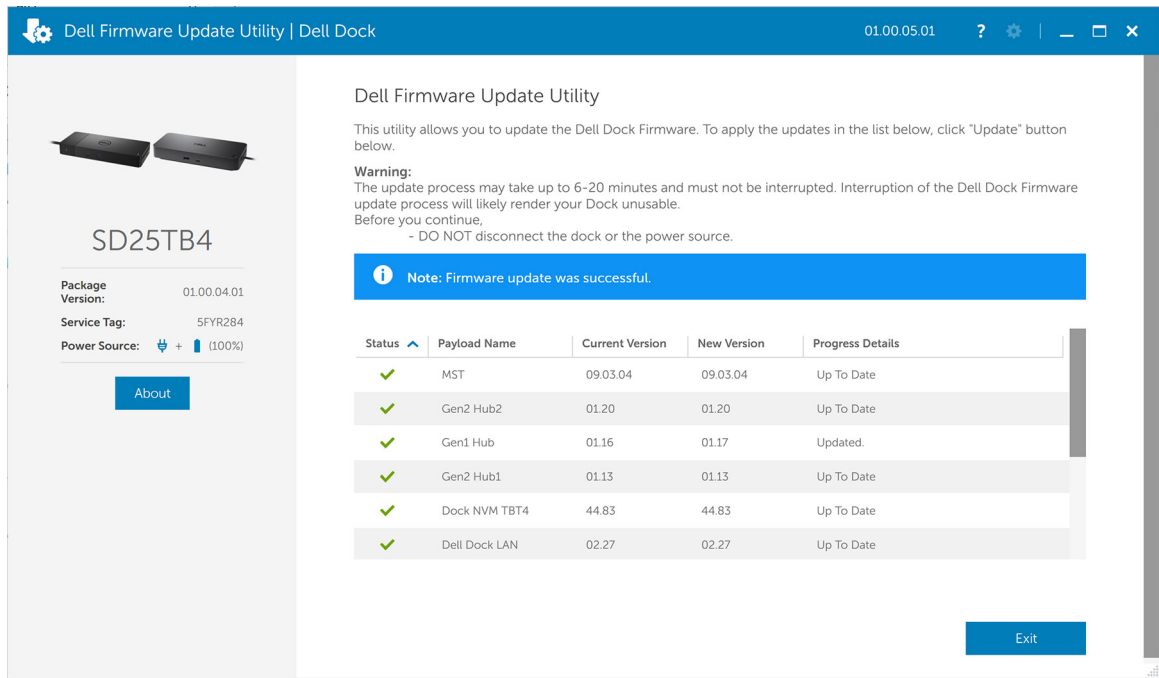 Dell Firmware Update Utility | Dell Dock
01.00.05.01
?
Dell Firmware Update Utility
This utility allows you to update the Dell Dock Firmware. To apply the updates in the list below, click "Update" button
below.
Warning:
The update process may take up to 6-20 minutes and must not be interrupted. Interruption of the Dell Dock Firmware
update process will likely render your Dock unusable.
Before you continue,
- DO NOT disconnect the dock or the power source.
SD25TB4
Package
Version: 01.00.04.01
Service Tag: 5FYR284
Power Source: + (100%)
About
Note: Firmware update was successful.
Status Payload Name Current Version New Version Progress Details
MST 09.03.04 09.03.04 Up To Date
Gen2 Hub2 01.20 01.20 Up To Date
Gen1 Hub 01.16 01.17 Updated.
Gen2 Hub1 01.13 01.13 Up To Date
Dock NVM TBT4 44.83 44.83 Up To Date
Dell Dock LAN 02.27 02.27 Up To Date
Exit